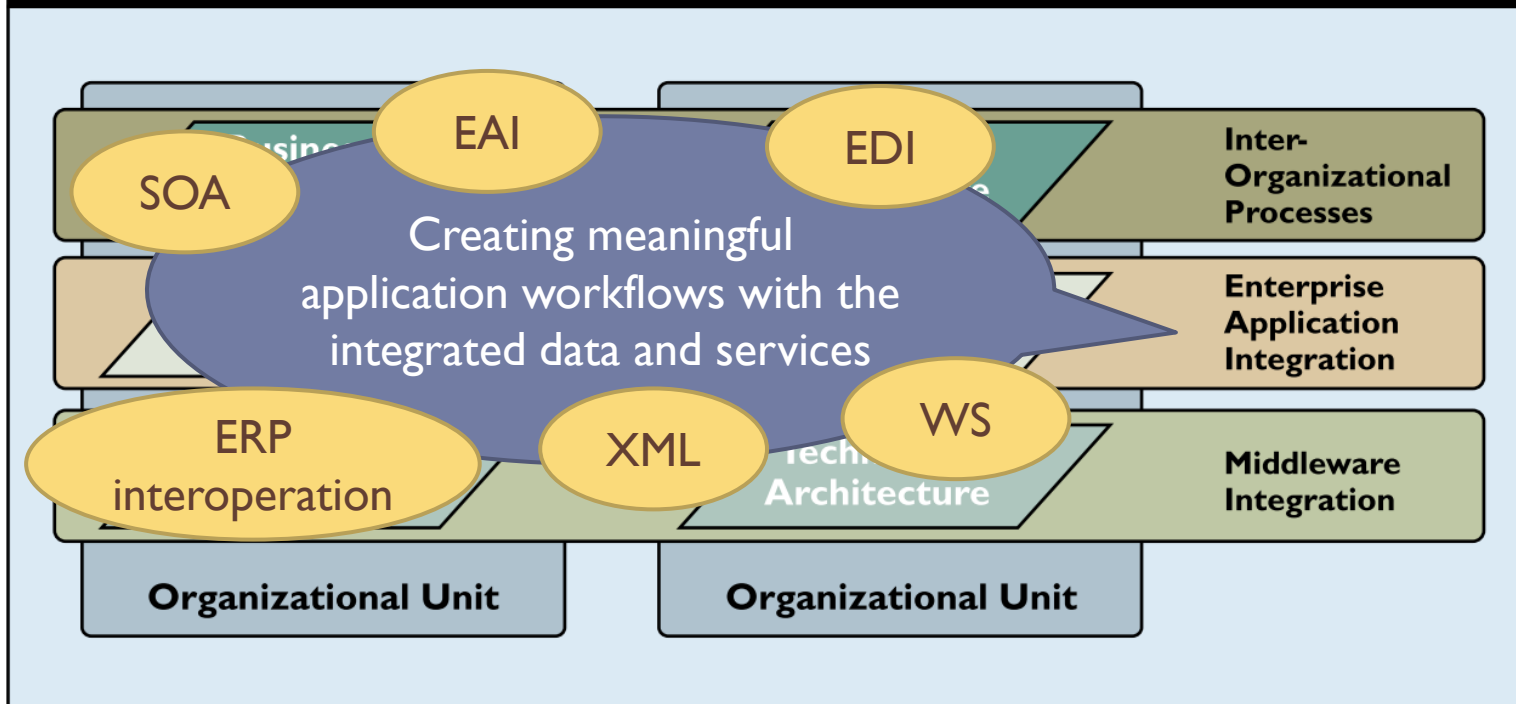 EAI
EDI
SOA
Creating meaningful
application workflows with the
integrated data and services
ERP
interoperation
XML
WS
Architecture
Inter-
Organizational
Processes
Enterprise
Application
Integration
Middleware
Integration
Organizational Unit
Organizational Unit